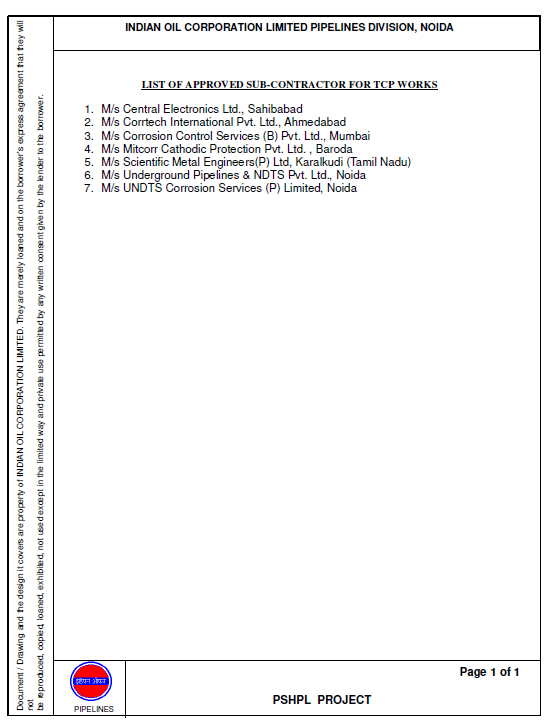 INDIAN OIL CORPORATION LIMITED PIPELINES DIVISION, NOIDA
LIST OF APPROVED SUB-CONTRACTOR FOR TCP WORKS
1. M/s Central Electronics Ltd., Sahibabad
2. M/s Corrtech International Pvt. Ltd., Ahmedabad
3. M/s Corrosion Control Services (B) Pvt. Ltd., Mumbai
4. M/s Mitcorr Cathodic Protection Pvt. Ltd. , Baroda
5. M/s Scientific Metal Engineers(P) Ltd, Karalkudi (Tamil Nadu)
6. M/s Underground Pipelines & NDTS Pvt. Ltd., Noida
7. M/s UNDTS Corrosion Services (P) Limited, Noida
Document / Drawing and the design it covers are property of INDIAN OIL CORPORATION LIMITED. They are merely loaned and on the borrower's express agreement that they will
not
be reproduced, copied, loaned, exhibited, not used except in the limited way and private use permitted by any written consent given by the lender to the borrower.
इंडियन ऑयल
PIPELINES
Page 1 of 1
PSHPL PROJECT